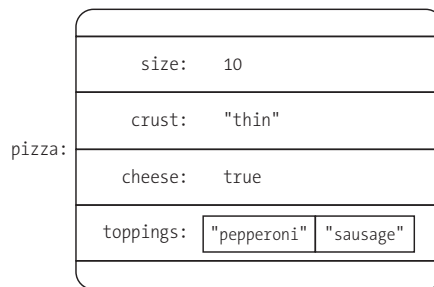 size: 10
crust: "thin"
pizza:
cheese: true
toppings: "pepperoni" "sausage"